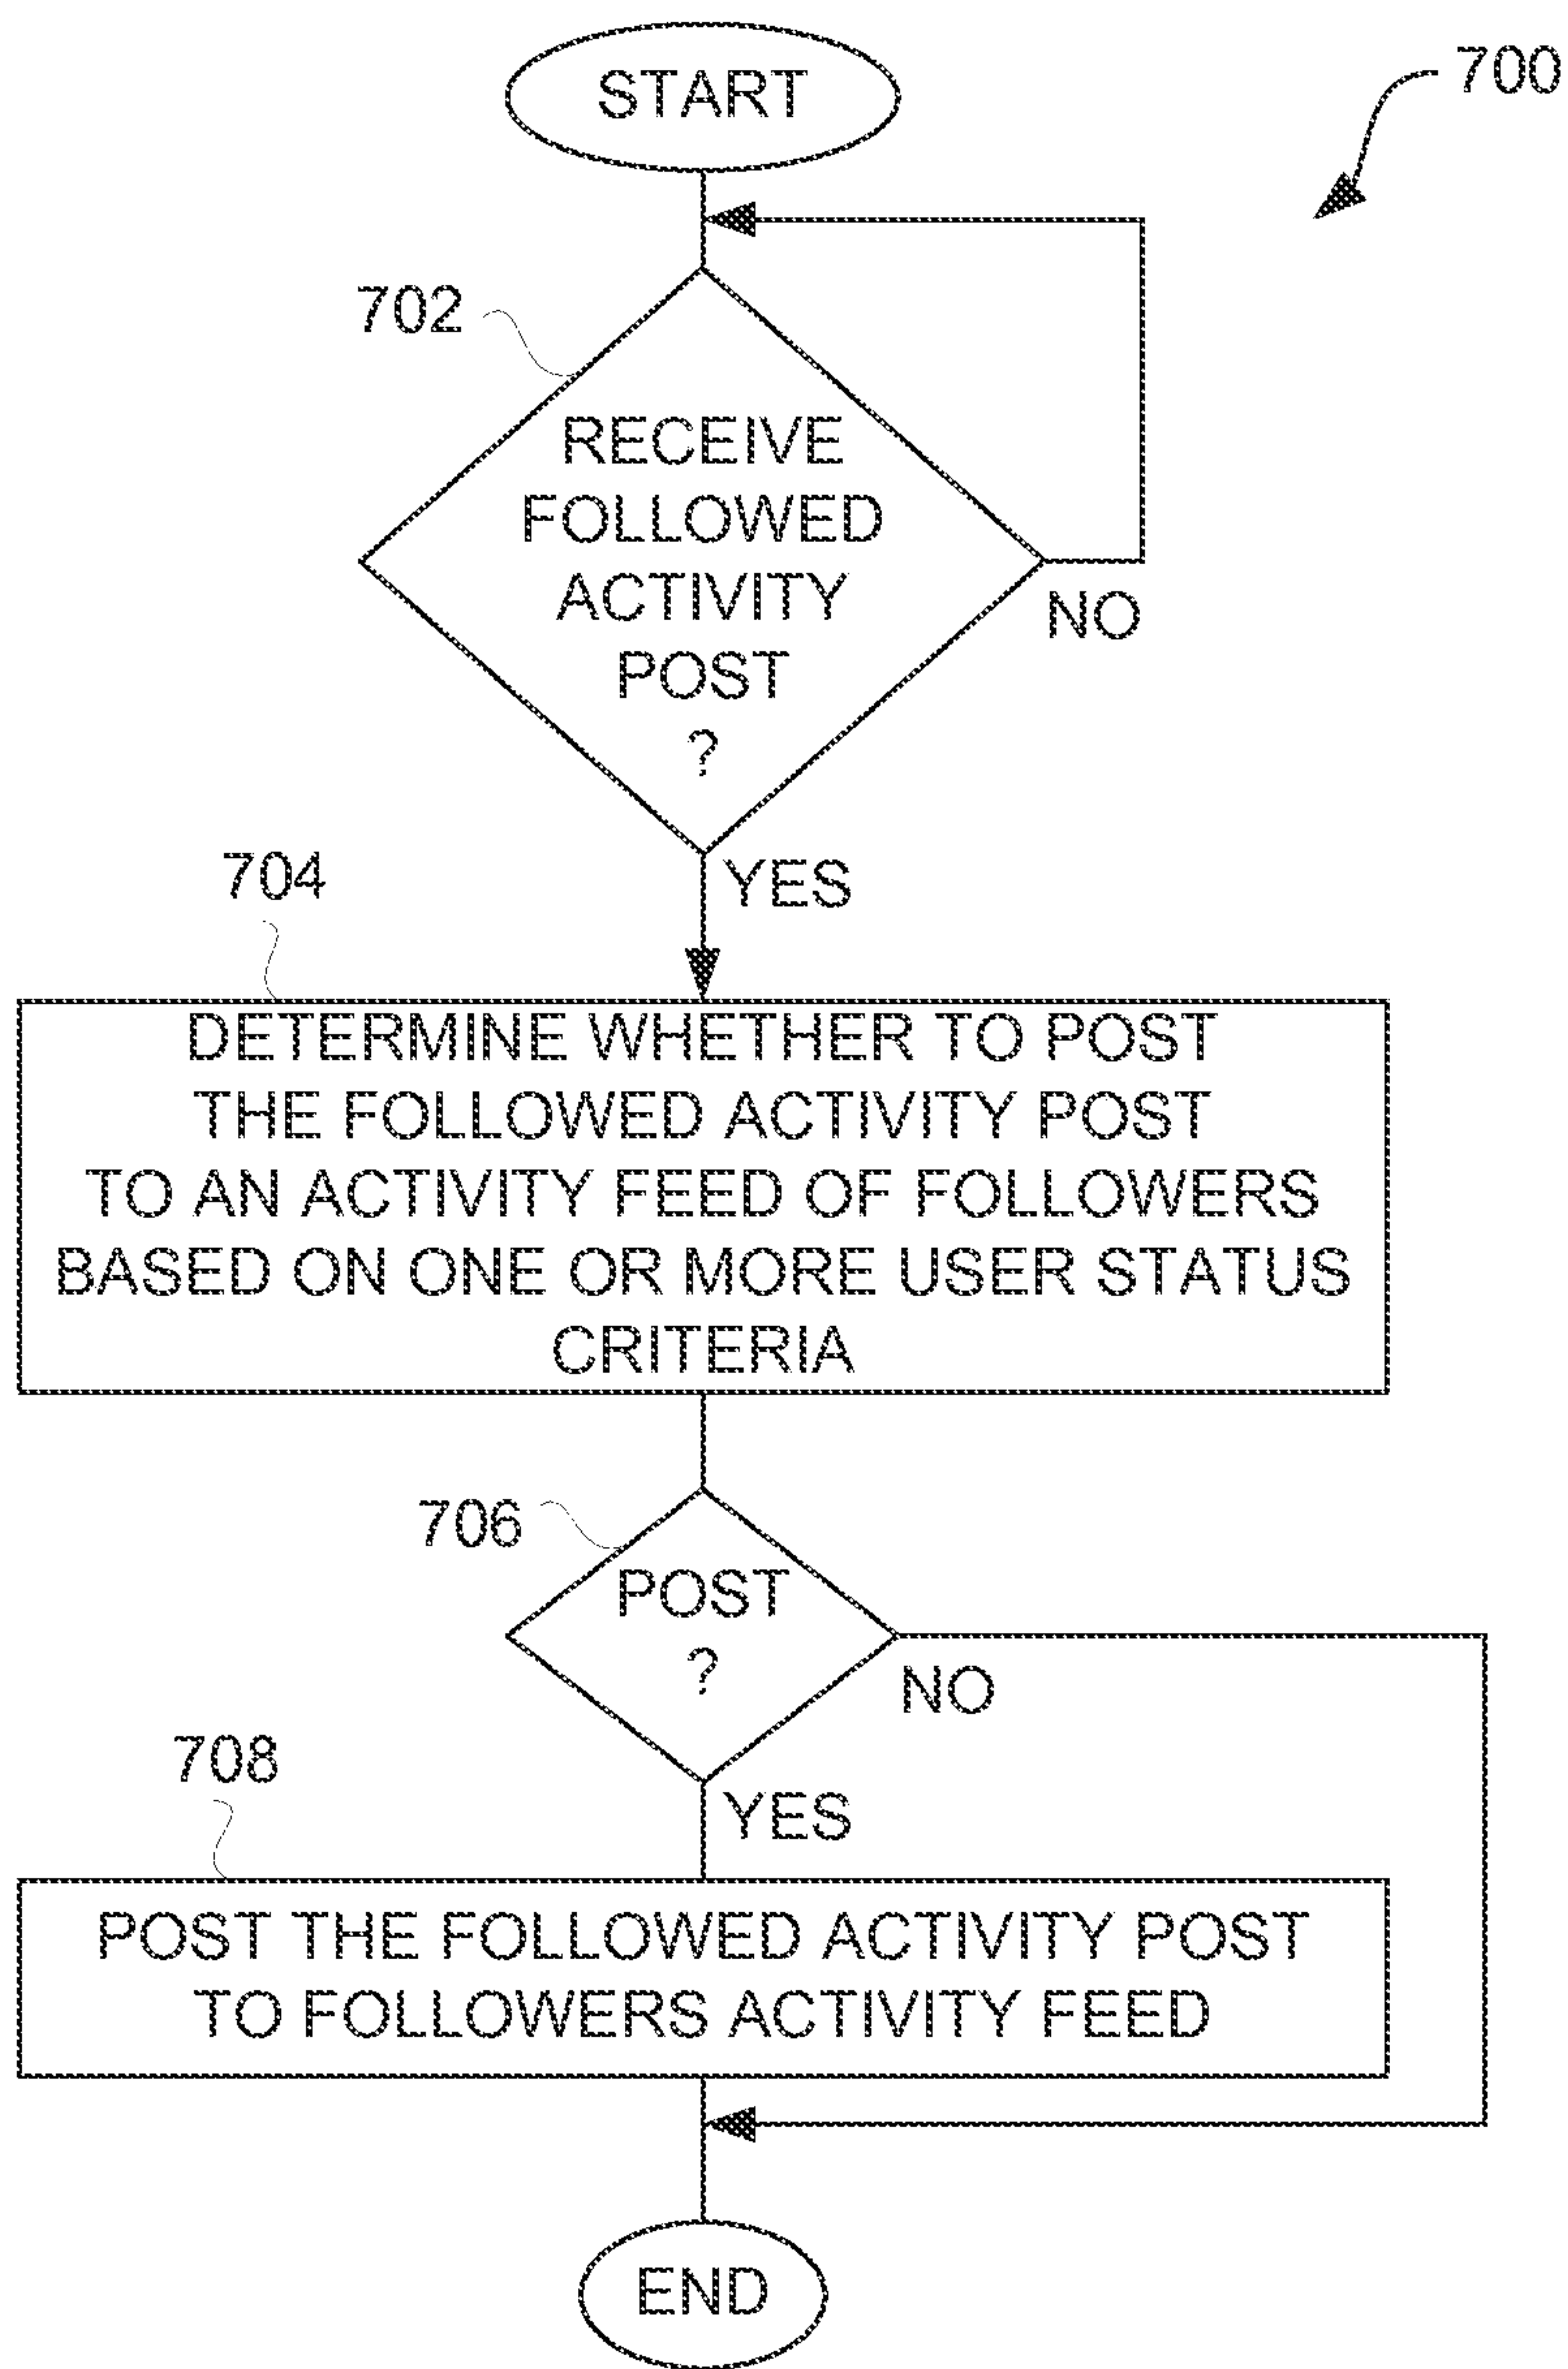 START
700
702
RECEIVE
FOLLOWED
ACTIVITY
POST
?
NO
YES
704
DETERMINE WHETHER TO POST
THE FOLLOWED ACTIVITY POST
TO AN ACTIVITY FEED OF FOLLOWERS
BASED ON ONE OR MORE USER STATUS
CRITERIA
706
POST
?
NO
YES
708
POST THE FOLLOWED ACTIVITY POST
TO FOLLOWERS ACTIVITY FEED
END